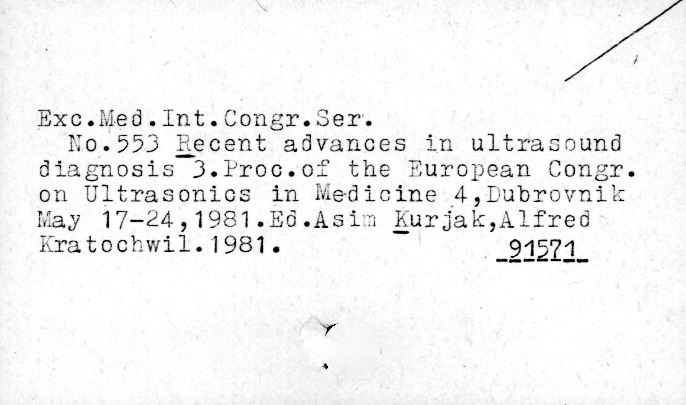 Exc.Med.Int.Congr.Ser.
No.553 Recent advances in ultrasound
diagnosis 3.Proc.of the European Congr.
on Ultrasonics in Medicine 4,Dubrovnik
May 17-24,1981.Ed.Asim Kurjak,Alfred
Kratochwil.1981.
91571